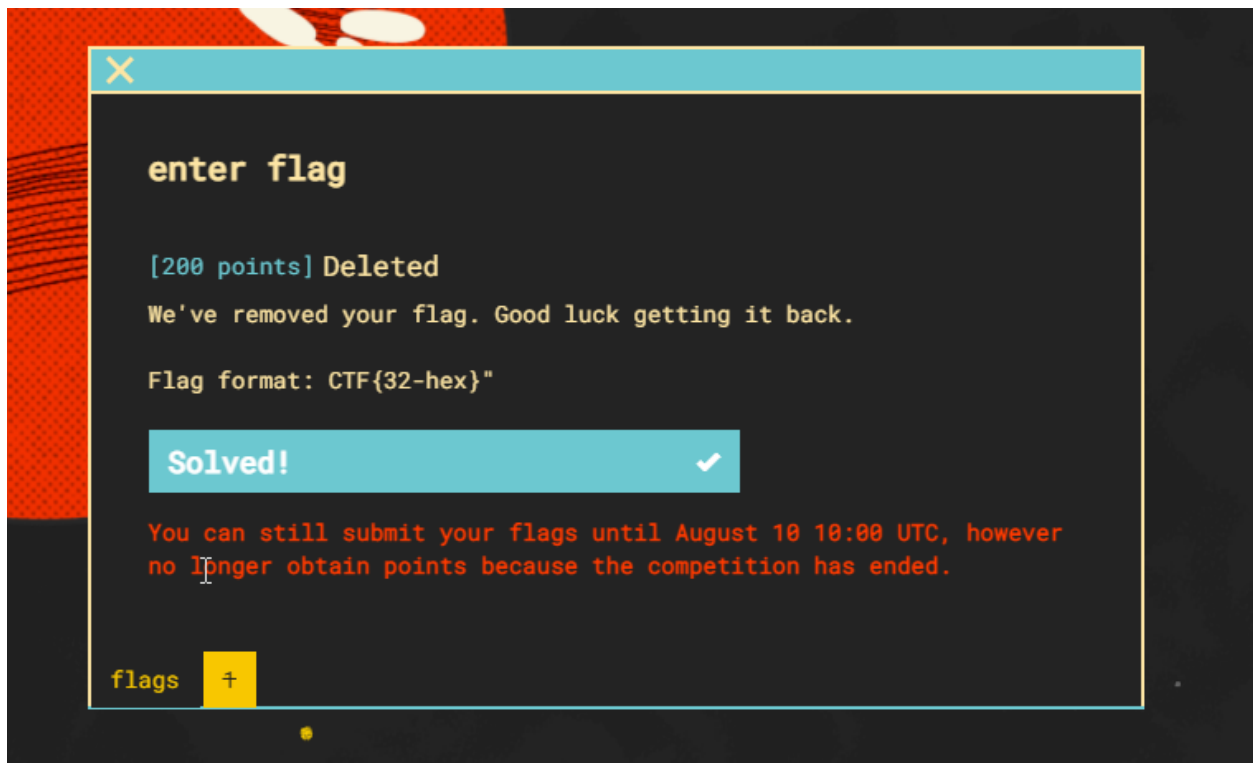 enter flag
[200 points] Deleted
We've removed your flag. Good luck getting it back.
Flag format: CTF{32-hex}"
Solved!
You can still submit your flags until August 10 10:00 UTC, however
no longer obtain points because the competition has ended.
flags 1